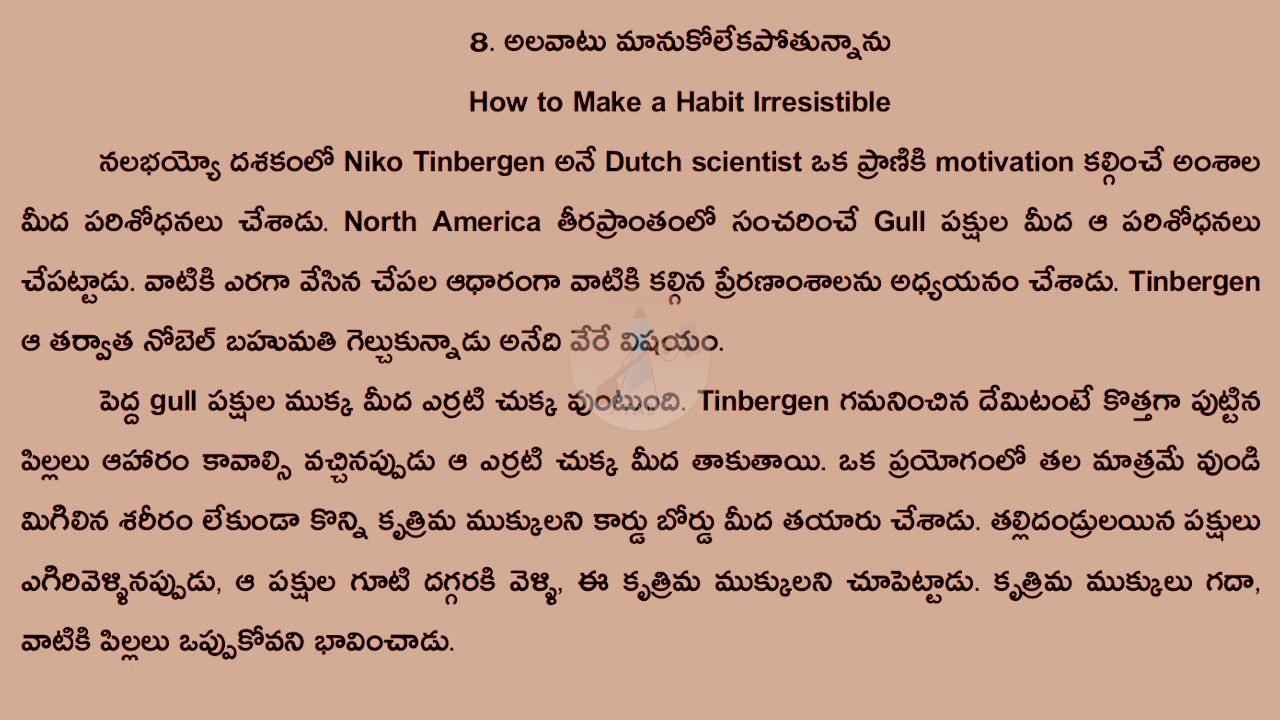 8. అలవాటు మానుకోలేకపోతున్నాను
How to Make a Habit Irresistible
నలభయ్యో దశకంలో Niko Tinbergen అనే Dutch scientist ఒక ప్రాణికి motivation కల్గించే అంశాల
మీద పరిశోధనలు చేశాడు. North America తీరప్రాంతంలో సంచరించే Gull పక్షుల మీద ఆ పరిశోధనలు
చేపట్టాడు. వాటికి ఎరగా వేసిన చేపల ఆధారంగా వాటికి కల్గిన ప్రేరణాంశాలను అధ్యయనం చేశాడు. Tinbergen
ఆ తర్వాత నోబెల్ బహుమతి గెల్చుకున్నాడు అనేది వేరే విషయం.
పెద్ద gull పక్షుల ముక్కు మీద ఎర్రటి చుక్క వుంటుంది. Tinbergen గమనించిన దేమిటంటే కొత్తగా పుట్టిన
పిల్లలు ఆహారం కావాల్సి వచ్చినప్పుడు ఆ ఎర్రటి చుక్క మీద తాకుతాయి. ఒక ప్రయోగంలో తల మాత్రమే వుండి
మిగిలిన శరీరం లేకుండా కొన్ని కృత్రిమ ముక్కులని కార్డు బోర్డు మీద తయారు చేశాడు. తల్లిదండ్రులయిన పక్షులు
ఎగిరివెళ్ళినప్పుడు, ఆ పక్షుల గూటి దగ్గరకి వెళ్ళి, ఈ కృత్రిమ ముక్కులని చూపెట్టాడు. కృత్రిమ ముక్కులు గదా,
వాటికి పిల్లలు ఒప్పుకోవని భావించాడు.